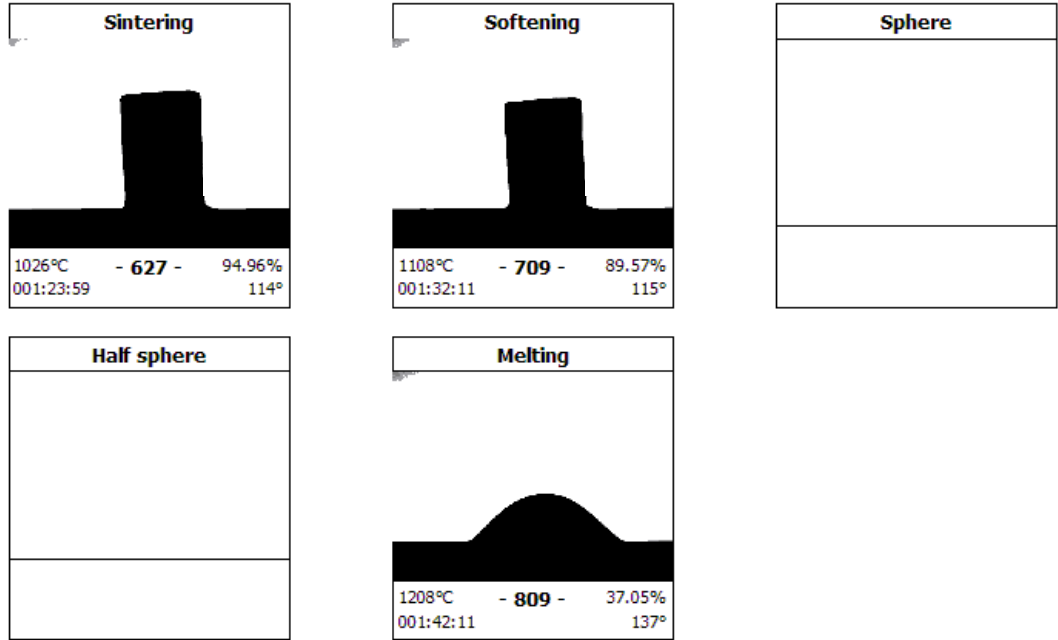 Sintering
1026°C - 627 - 94.96%
001:23:59 114°
Softening
1108°C - 709 - 89.57%
001:32:11 115°
Sphere
Half sphere
Melting
1208°C - 809 - 37.05%
001:42:11 137°